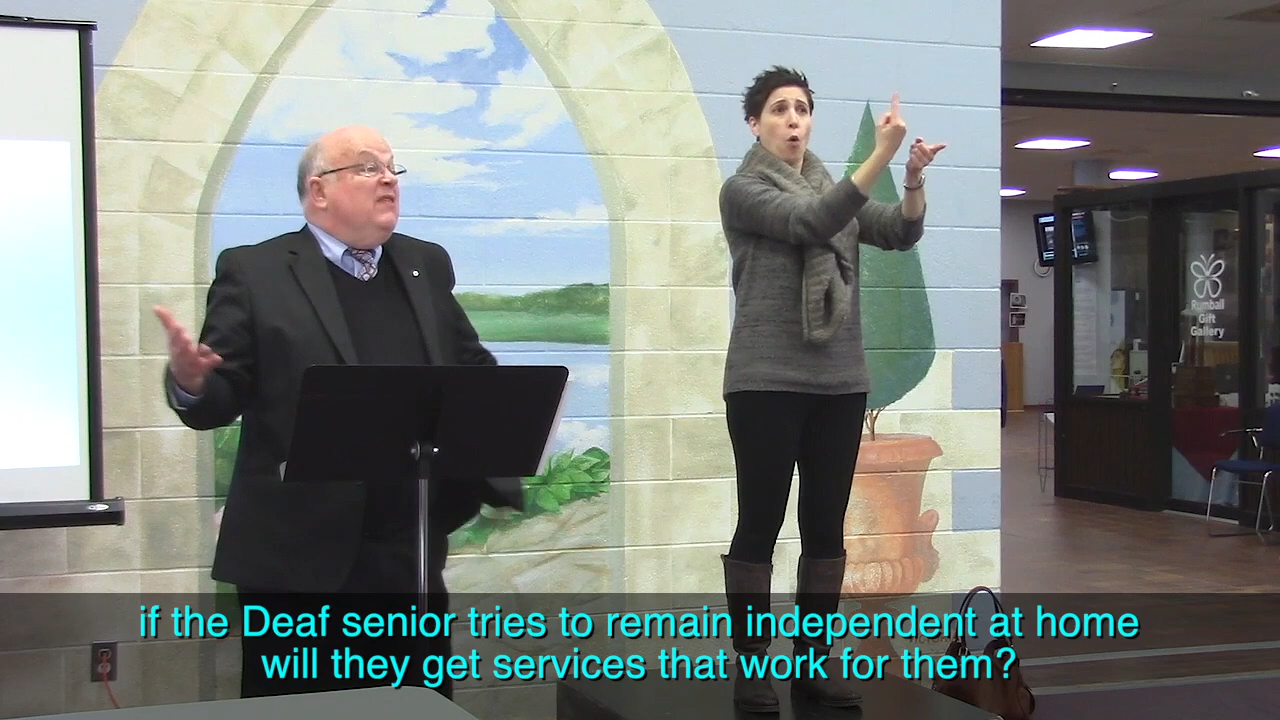 Rumball
Gift
Gallery
if the Deaf senior tries to remain independent at home
will they get services that work for them?